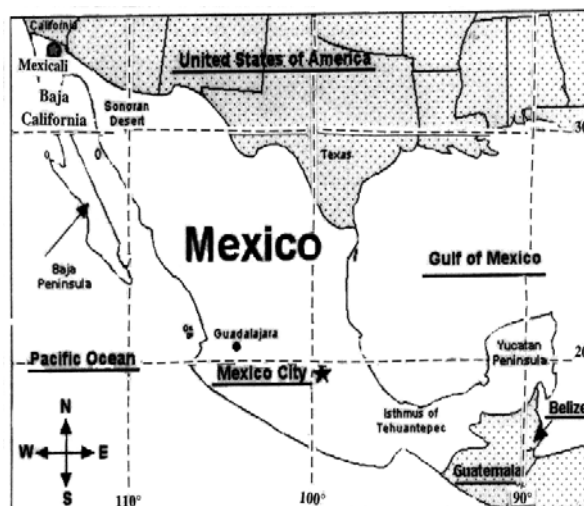 California
United States of America
Mexicali
Baja
California
Sonoran
Desert
30
Texas
Mexico
Gulf of Mexico
Baja
Peninsula
Guadalajara
Yucatan
Peninsula
Pacific Ocean
20
Mexico City
Isthmus of
Tehuantepec
Belize
N
W
E
S
Guatemala
110°
100°
90°